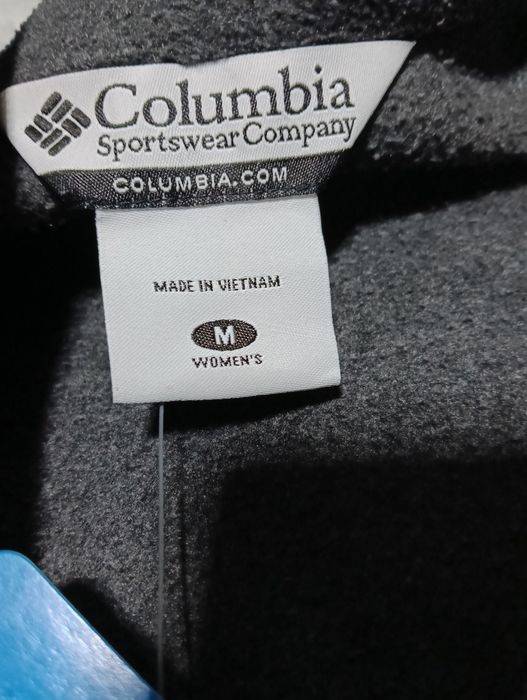 Columbia
Sportswear Company
COLUMBIA.COM
MADE IN VIETNAM
M
WOMEN'S